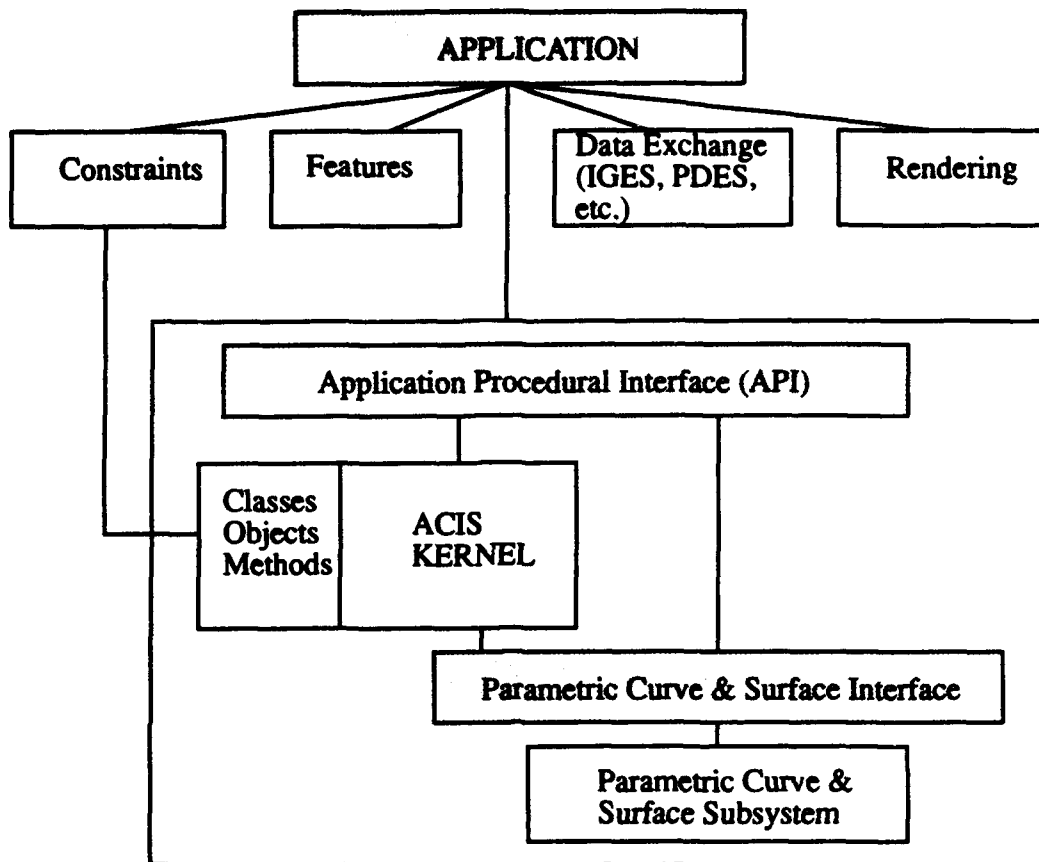 APPLICATION
Constraints
Features
Data Exchange
(IGES, PDES,
etc.)
Rendering
Application Procedural Interface (API)
Classes
Objects
Methods
ACIS
KERNEL
Parametric Curve & Surface Interface
Parametric Curve &
Surface Subsystem